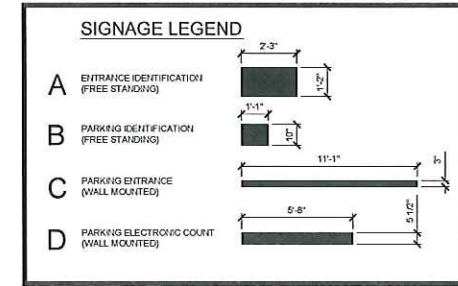 SIGNAGE LEGEND
A
ENTRANCE IDENTIFICATION
(FREE STANDING)
2'-3"
1'-2"
B
PARKING IDENTIFICATION
(FREE STANDING)
1'-1"
10"
C
PARKING ENTRANCE
(WALL MOUNTED)
11'-1"
3"
D
PARKING ELECTRONIC COUNT
(WALL MOUNTED)
5'-8"
5 1/2"